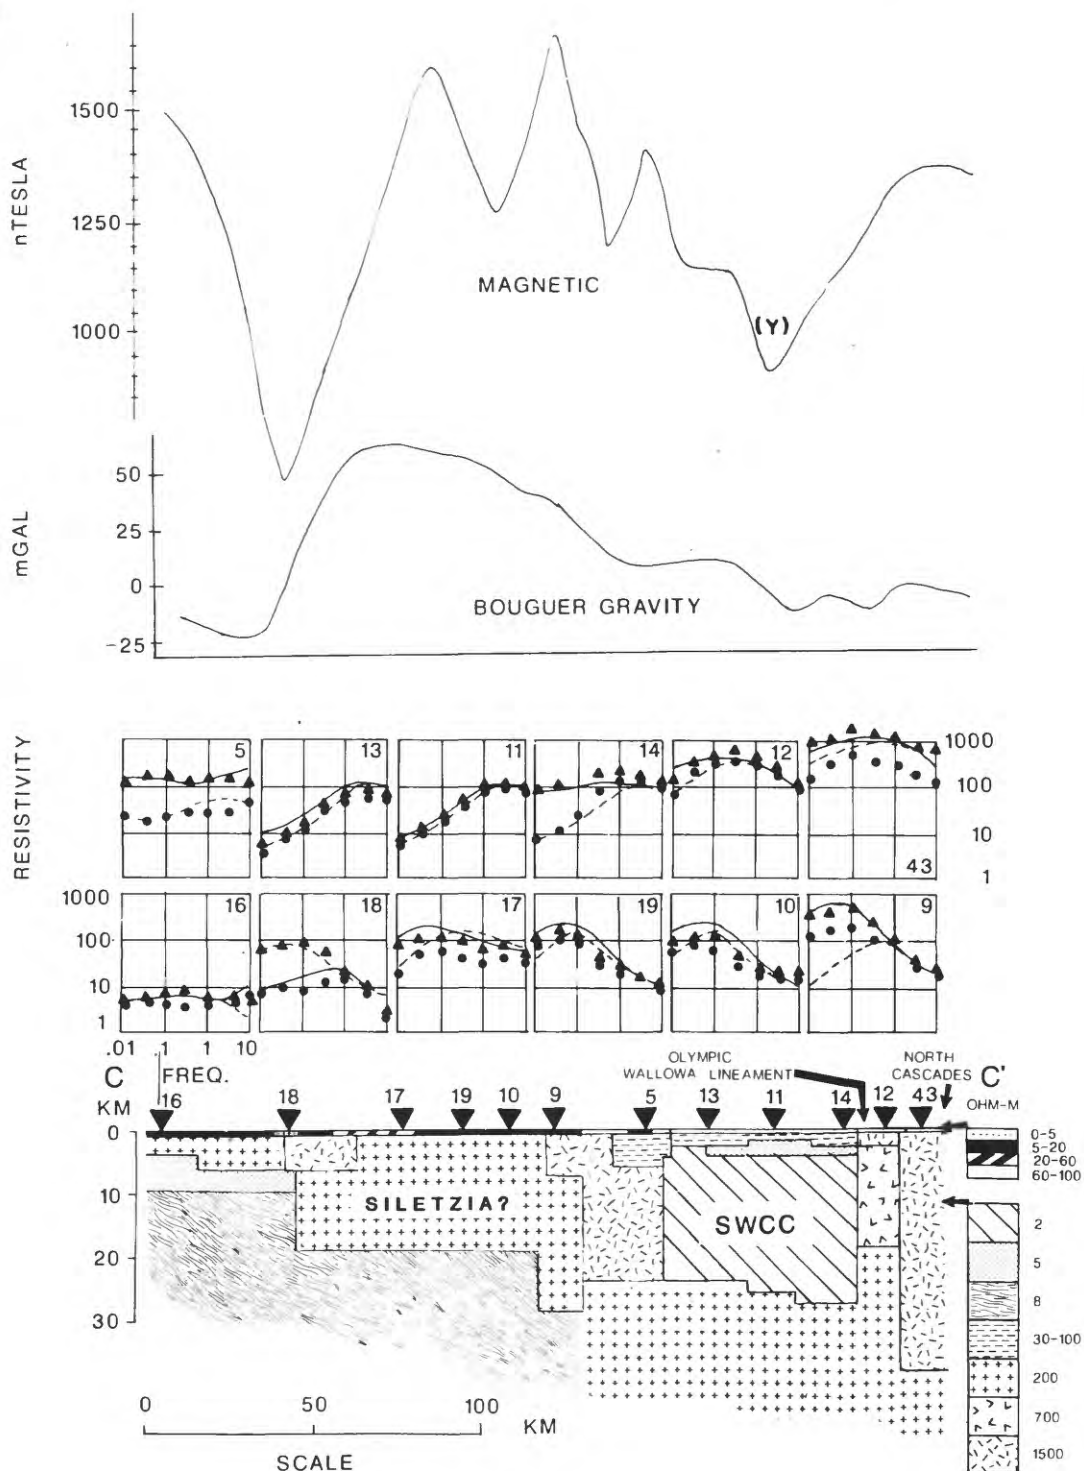 1500
1250
1000
nTESLA
MAGNETIC
(Y)
50
25
0
-25
mGAL
BOUGUER GRAVITY
RESISTIVITY
5
13
11
14
12
43
1000
100
10
1
1000
100
10
1
16
18
17
19
10
9
.01 .1 1 10
FREQ.
C
C'
OLYMPIC
WALLOWA LINEAMENT
NORTH
CASCADES
KM
16 18 17 19 10 9 5 13 11 14 12 43
OHM-M
0
10
20
30
SILETZIA?
SWCC
0-5
5-20
20-60
60-100
2
5
8
30-100
200
700
1500
0 50 100
KM
SCALE